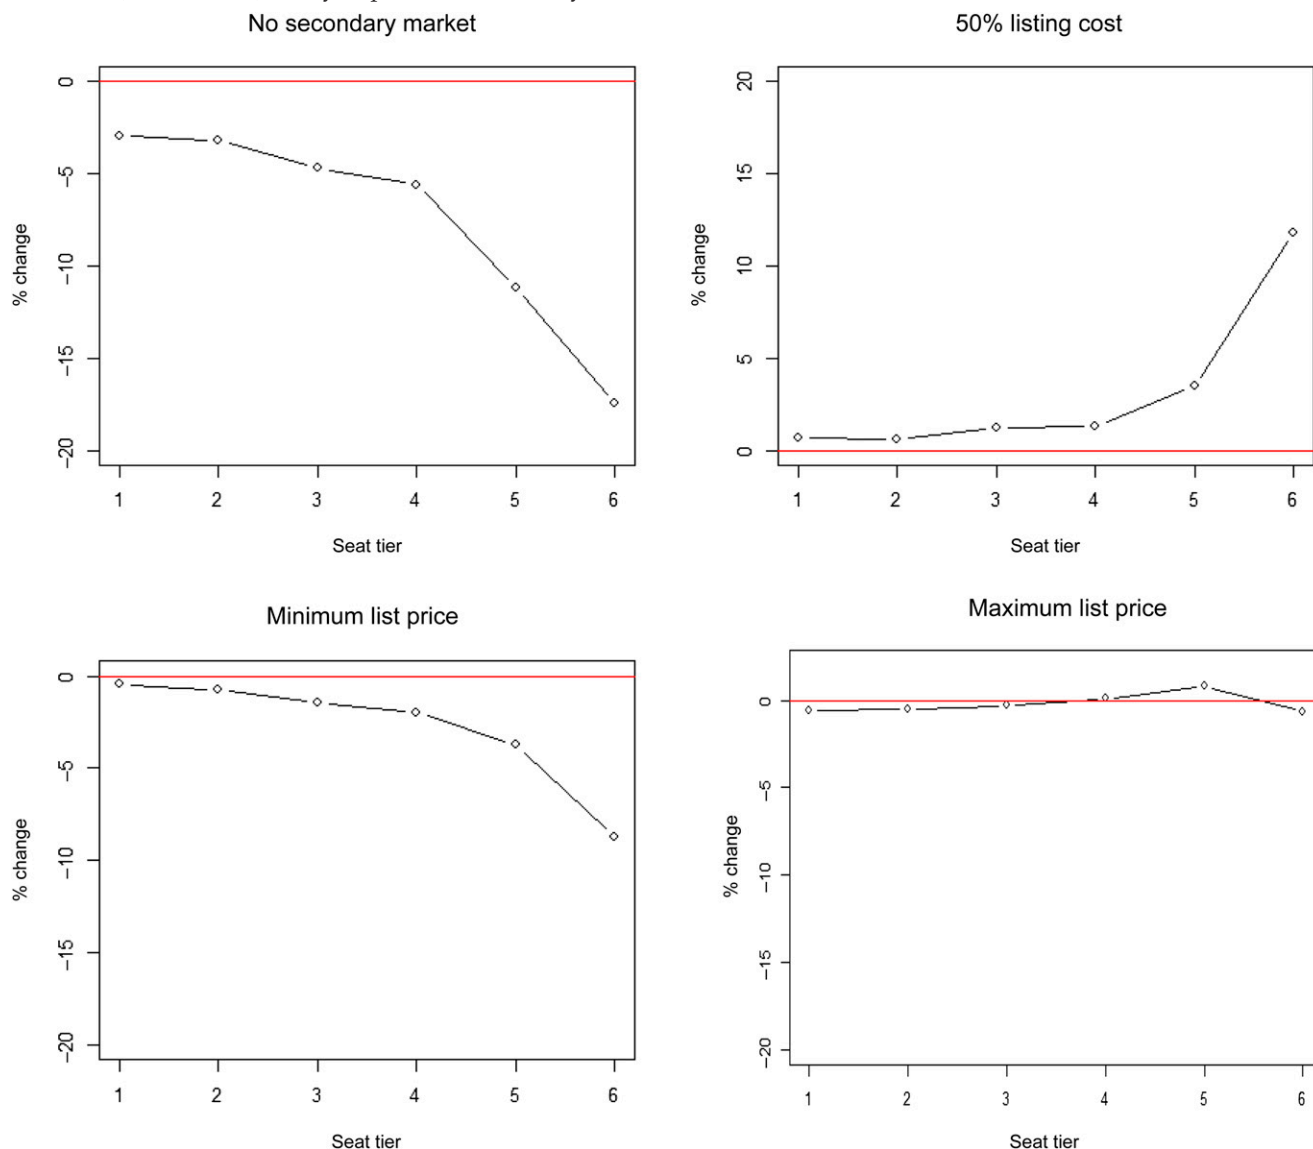 No secondary market
0
−5
−10
−15
−20
% change
1 2 3 4 5 6
Seat tier
50% listing cost
20
15
10
5
0
% change
1 2 3 4 5 6
Seat tier
Minimum list price
0
−5
−10
−15
−20
% change
1 2 3 4 5 6
Seat tier
Maximum list price
0
−5
−10
−15
−20
% change
1 2 3 4 5 6
Seat tier